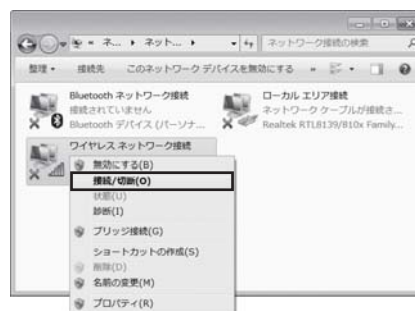 ネ... ネット...
ネットワーク接続の検索
整理 接続先 このネットワーク デバイスを無効にする »
Bluetooth ネットワーク接続
接続されていません
Bluetooth デバイス (パーソナ...
ローカル エリア接続
ネットワーク ケーブルが接続さ...
Realtek RTL8139/810x Family...
ワイヤレス ネットワーク接続
無効にする(B)
接続/切断(O)
状態(U)
診断(I)
ブリッジ接続(G)
ショートカットの作成(S)
削除(D)
名前の変更(M)
プロパティ(R)